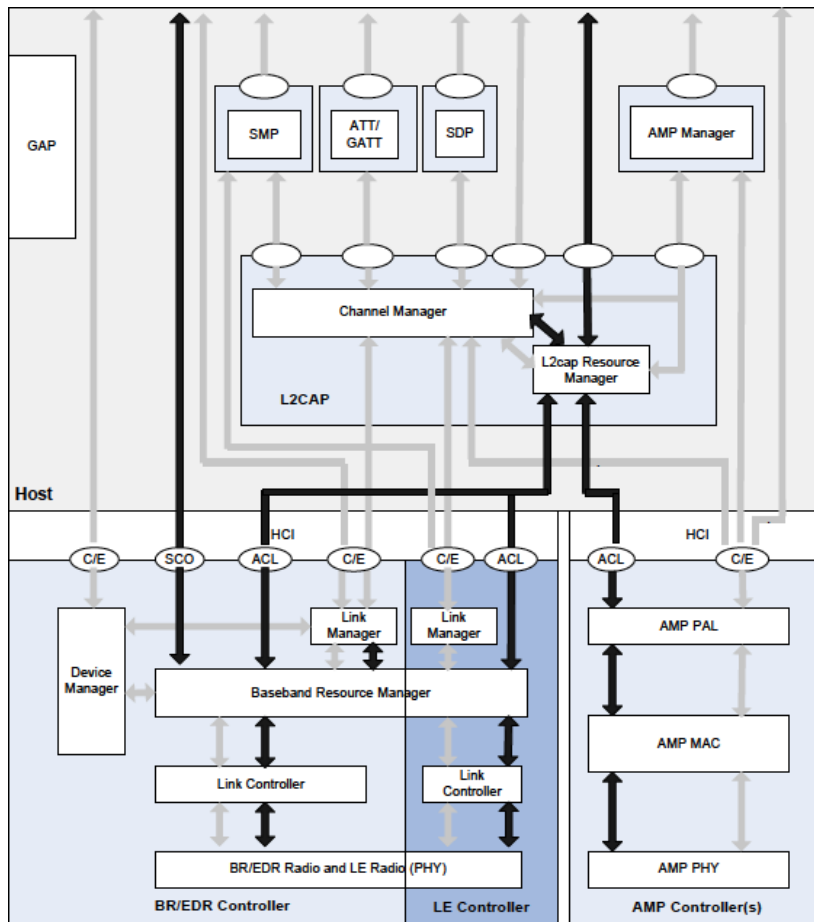 GAP
SMP
ATT/
GATT
SDP
AMP Manager
Channel Manager
L2cap Resource
Manager
L2CAP
Host
HCI
HCI
C/E
SCO
ACL
C/E
C/E
ACL
ACL
C/E
Link
Manager
Link
Manager
AMP PAL
Device
Manager
Baseband Resource Manager
AMP MAC
Link Controller
Link
Controller
BR/EDR Radio and LE Radio (PHY)
AMP PHY
BR/EDR Controller
LE Controller
AMP Controller(s)